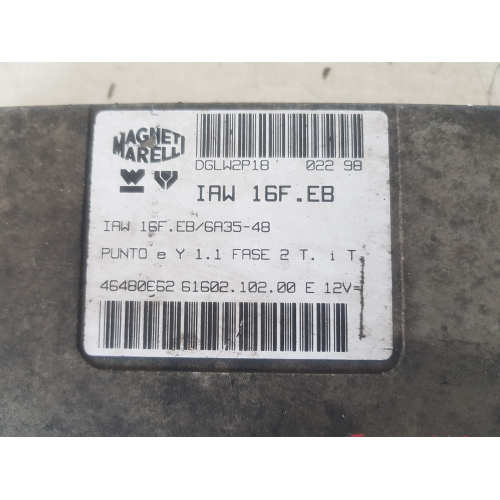 MAGNETI
MARELLI
DGLW2P18 022 98
IAW 16F.EB
IAW 16F.EB/6A35-48
PUNTO e Y 1.1 FASE 2 T. i T
46480E62 61602.102.00 E 12V=